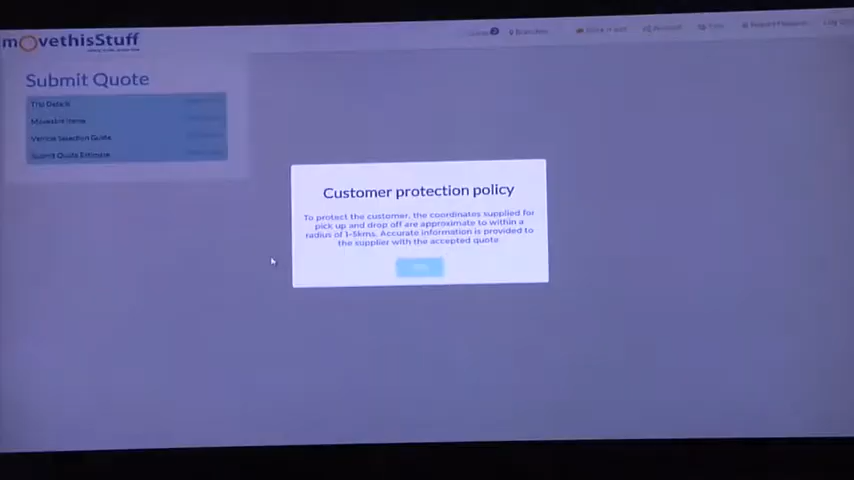 movethisStuff
Submit Quote
Trip Details
Movement Items
Vehicle Selection Guide
Submit Quote Estimate
Customer protection policy
To protect the customer, the coordinates supplied for
pick up and drop off are approximate to within a
radius of 1-5kms. Accurate information is provided to
the supplier with the accepted quote